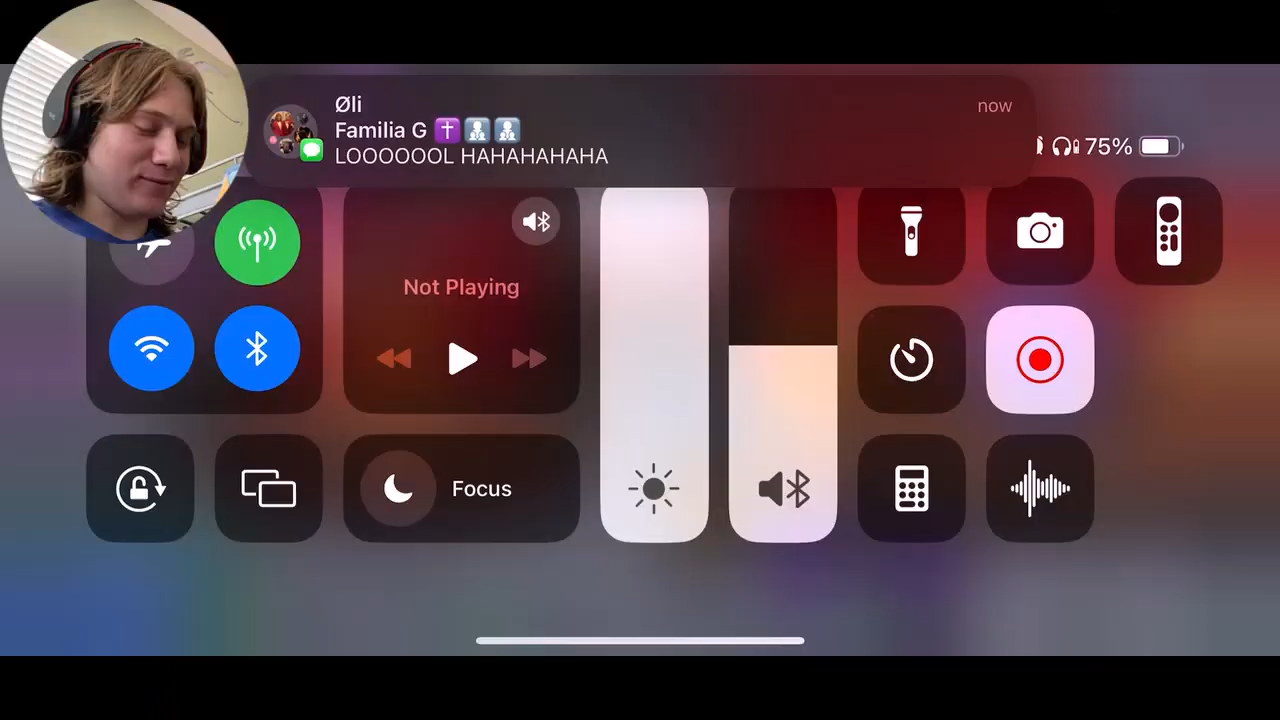 Øli
now
Familia G ✝️🚹🚹
LOOOOOOL HAHAHAHAHA
75%
Not Playing
Focus